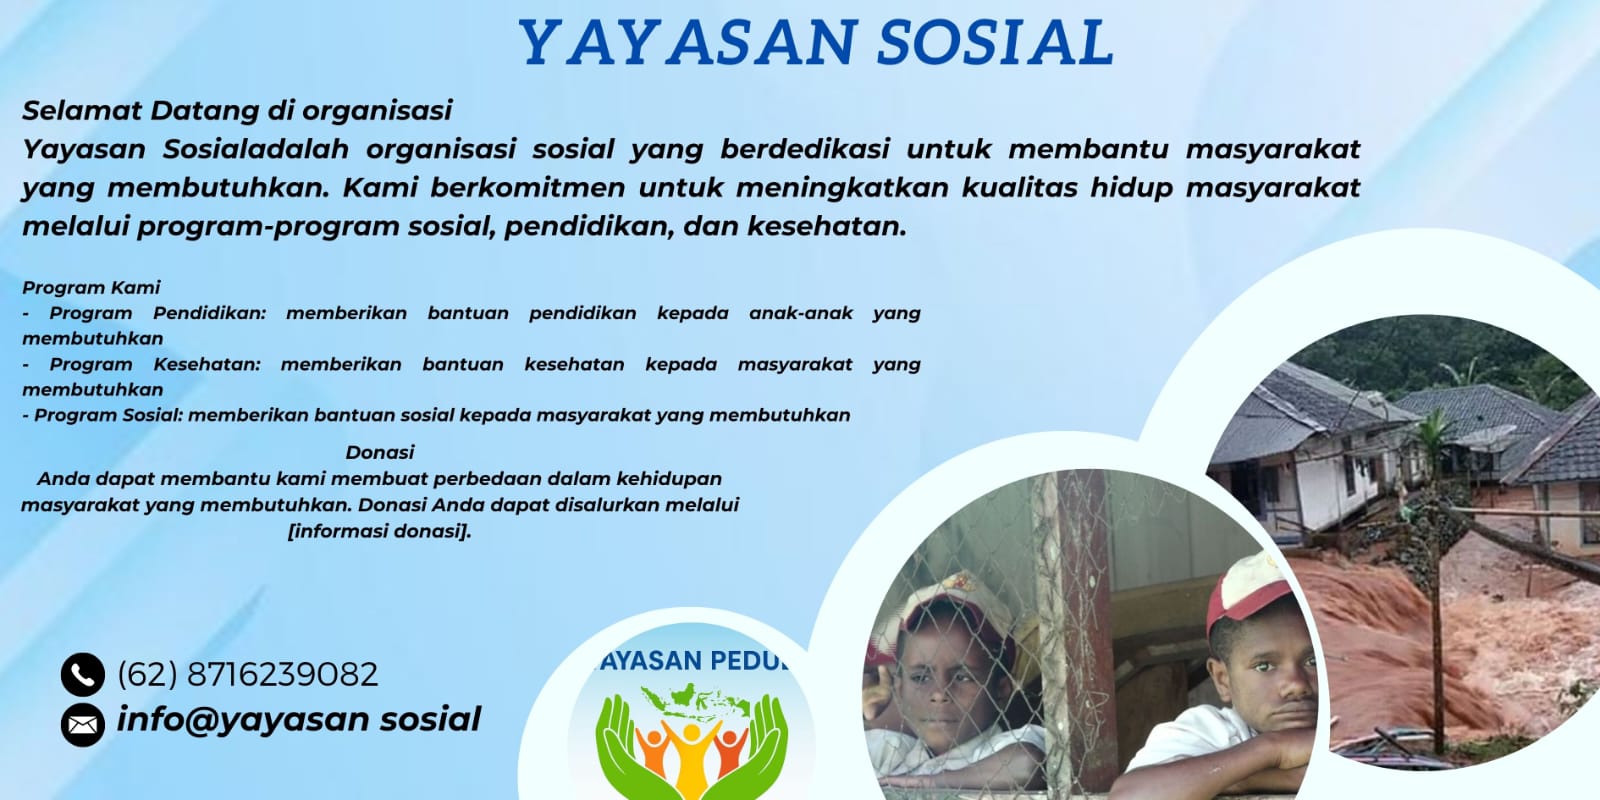 YAYASAN SOSIAL
Selamat Datang di organisasi
Yayasan Sosialadalah organisasi sosial yang berdedikasi untuk membantu masyarakat
yang membutuhkan. Kami berkomitmen untuk meningkatkan kualitas hidup masyarakat
melalui program-program sosial, pendidikan, dan kesehatan.
Program Kami
- Program Pendidikan: memberikan bantuan pendidikan kepada anak-anak yang
membutuhkan
- Program Kesehatan: memberikan bantuan kesehatan kepada masyarakat yang
membutuhkan
- Program Sosial: memberikan bantuan sosial kepada masyarakat yang membutuhkan
Donasi
Anda dapat membantu kami membuat perbedaan dalam kehidupan
masyarakat yang membutuhkan. Donasi Anda dapat disalurkan melalui
[informasi donasi].
(62) 8716239082
info@yayasan sosial
AYASAN PEDUL